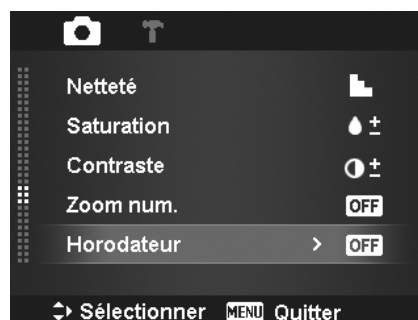 Netteté
Saturation
Contraste
Zoom num. OFF
Horodateur > OFF
Sélectionner MENU Quitter